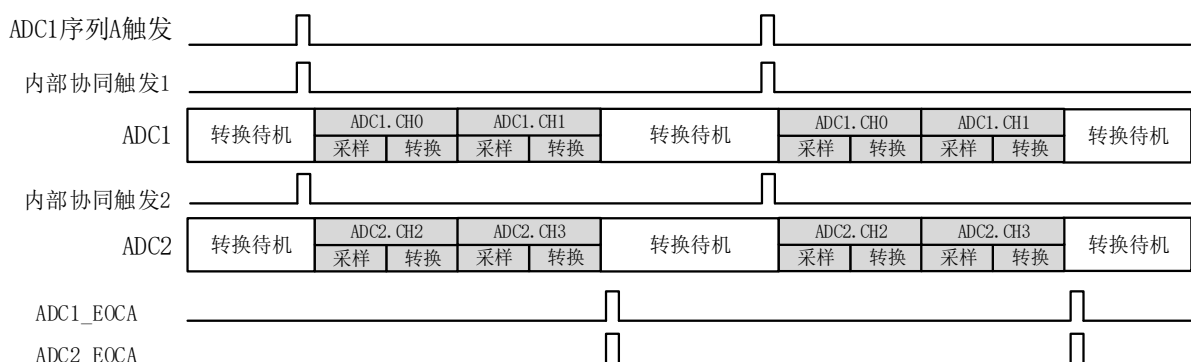 ADC1序列A触发
内部协同触发1
ADC1 转换待机 ADC1.CH0 ADC1.CH1 转换待机 ADC1.CH0 ADC1.CH1 转换待机
采样 转换 采样 转换 采样 转换 采样 转换
内部协同触发2
ADC2 转换待机 ADC2.CH2 ADC2.CH3 转换待机 ADC2.CH2 ADC2.CH3 转换待机
采样 转换 采样 转换 采样 转换 采样 转换
ADC1_EOCA
ADC2_EOCA